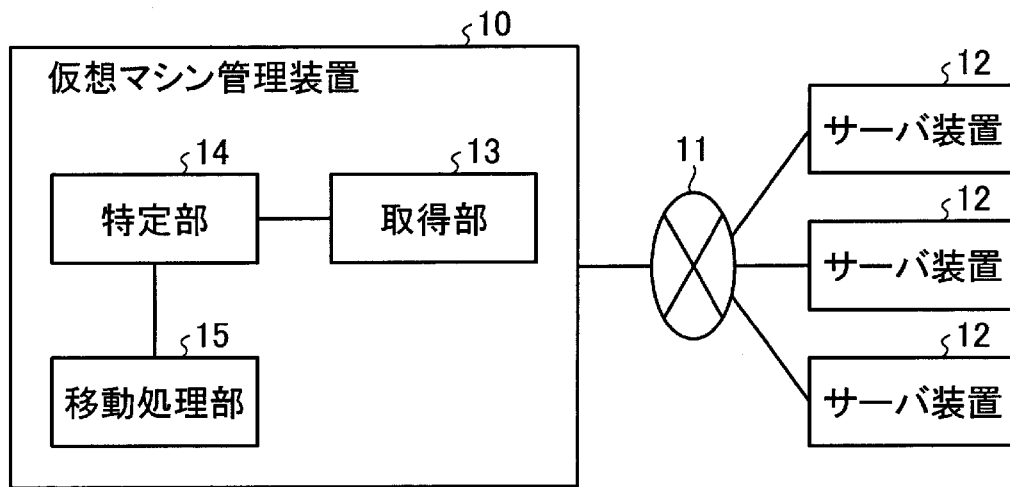 10
仮想マシン管理装置
14
特定部
13
取得部
15
移動処理部
11
12
サーバ装置
12
サーバ装置
12
サーバ装置